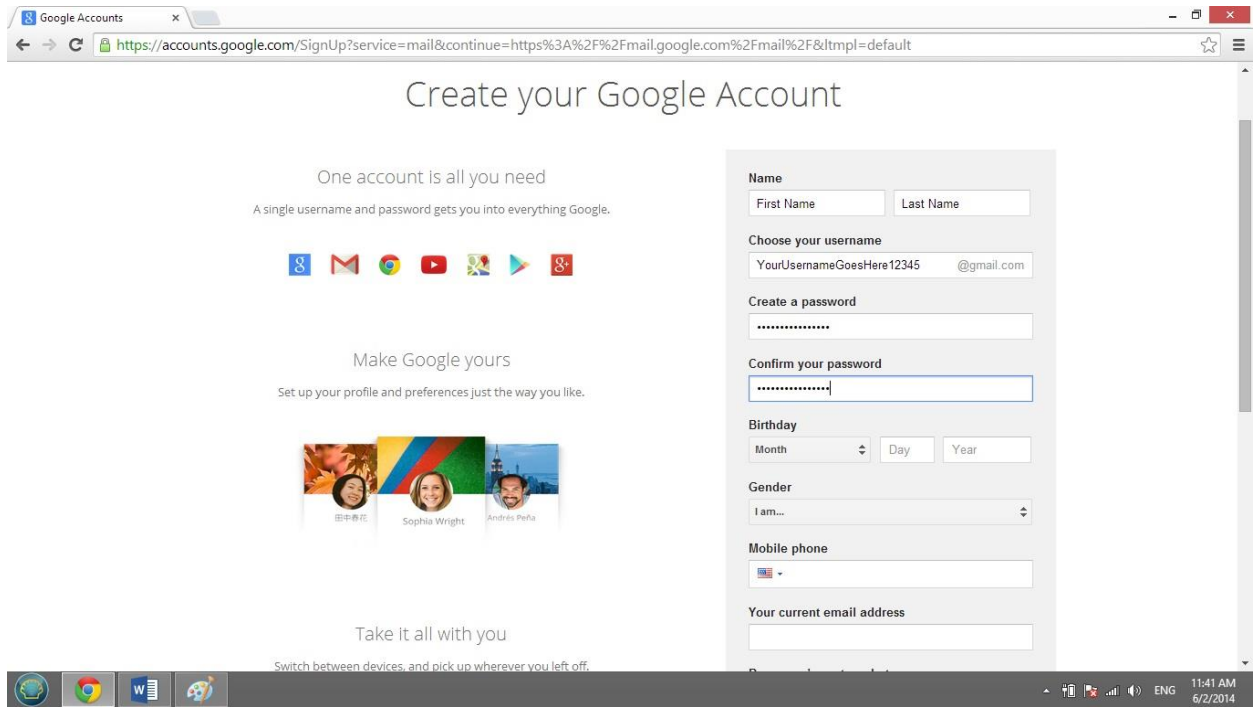 Google Accounts
https://accounts.google.com/SignUp?service=mail&continue=https%3A%2F%2Fmail.google.com%2Fmail%2F&ltmpl=default
Create your Google Account
One account is all you need
A single username and password gets you into everything Google.
Make Google yours
Set up your profile and preferences just the way you like.
田中春花
Sophia Wright
Andrés Peña
Take it all with you
Switch between devices, and pick up wherever you left off.
Name
First Name Last Name
Choose your username
YourUsernameGoesHere12345 @gmail.com
Create a password
••••••••••••••••
Confirm your password
••••••••••••••••
Birthday
Month Day Year
Gender
I am...
Mobile phone
Your current email address
ENG 11:41 AM
6/2/2014